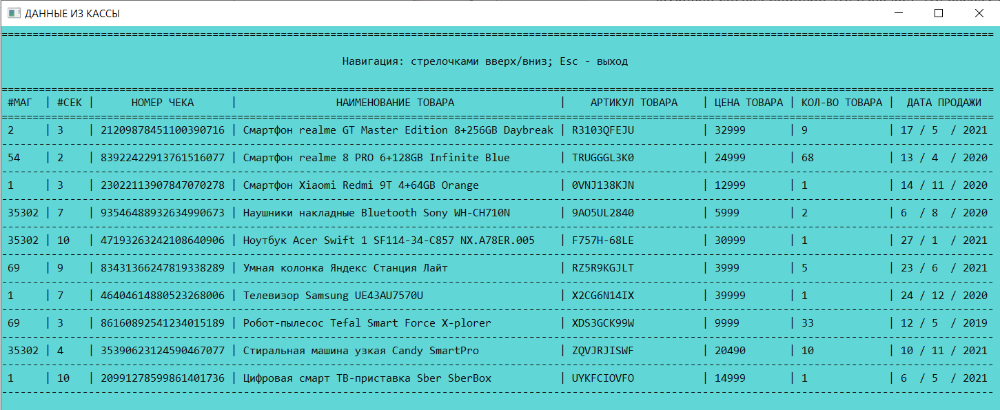 ДАННЫЕ ИЗ КАССЫ
================================================================================================================================================================
Навигация: стрелочками вверх/вниз; Esc - выход
================================================================================================================================================================
#МАГ | #СЕК | НОМЕР ЧЕКА | НАИМЕНОВАНИЕ ТОВАРА | АРТИКУЛ ТОВАРА | ЦЕНА ТОВАРА | КОЛ-ВО ТОВАРА | ДАТА ПРОДАЖИ
================================================================================================================================================================
2 | 3 | 21209878451100390716 | Смартфон realme GT Master Edition 8+256GB Daybreak | R3103QFEJU | 32999 | 9 | 17 / 5 / 2021
54 | 2 | 83922422913761516077 | Смартфон realme 8 PRO 6+128GB Infinite Blue | TRUGGGL3K0 | 24999 | 68 | 13 / 4 / 2020
1 | 3 | 23022113907847070278 | Смартфон Xiaomi Redmi 9T 4+64GB Orange | 0VNJ138KJN | 12999 | 1 | 14 / 11 / 2020
35302 | 7 | 93546488932634990673 | Наушники накладные Bluetooth Sony WH-CH710N | 9AO5UL2840 | 5999 | 2 | 6 / 8 / 2020
35302 | 10 | 47193263242108640906 | Ноутбук Acer Swift 1 SF114-34-C857 NX.A78ER.005 | F757H-68LE | 30999 | 1 | 27 / 1 / 2021
69 | 9 | 83431366247819338289 | Умная колонка Яндекс Станция Лайт | RZ5R9KGJLT | 3999 | 5 | 23 / 6 / 2021
1 | 7 | 46404614880523268006 | Телевизор Samsung UE43AU7570U | X2CG6N14IX | 39999 | 1 | 24 / 12 / 2020
69 | 3 | 86160892541234015189 | Робот-пылесос Tefal Smart Force X-plorer | XDS3GCK99W | 9999 | 33 | 12 / 5 / 2019
35302 | 4 | 35390623124590467077 | Стиральная машина узкая Candy SmartPro | ZQVJRJISWF | 20490 | 10 | 10 / 11 / 2021
1 | 10 | 20991278599861401736 | Цифровая смарт ТВ-приставка Sber SberBox | UYKFCIOVFO | 14999 | 1 | 6 / 5 / 2021